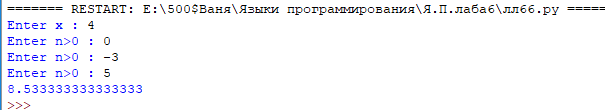 ======= RESTART: E:\500$Ваня\Языки программирования\Я.П.лаба6\лл66.py =====
Enter x : 4
Enter n>0 : 0
Enter n>0 : -3
Enter n>0 : 5
8.533333333333333
>>>